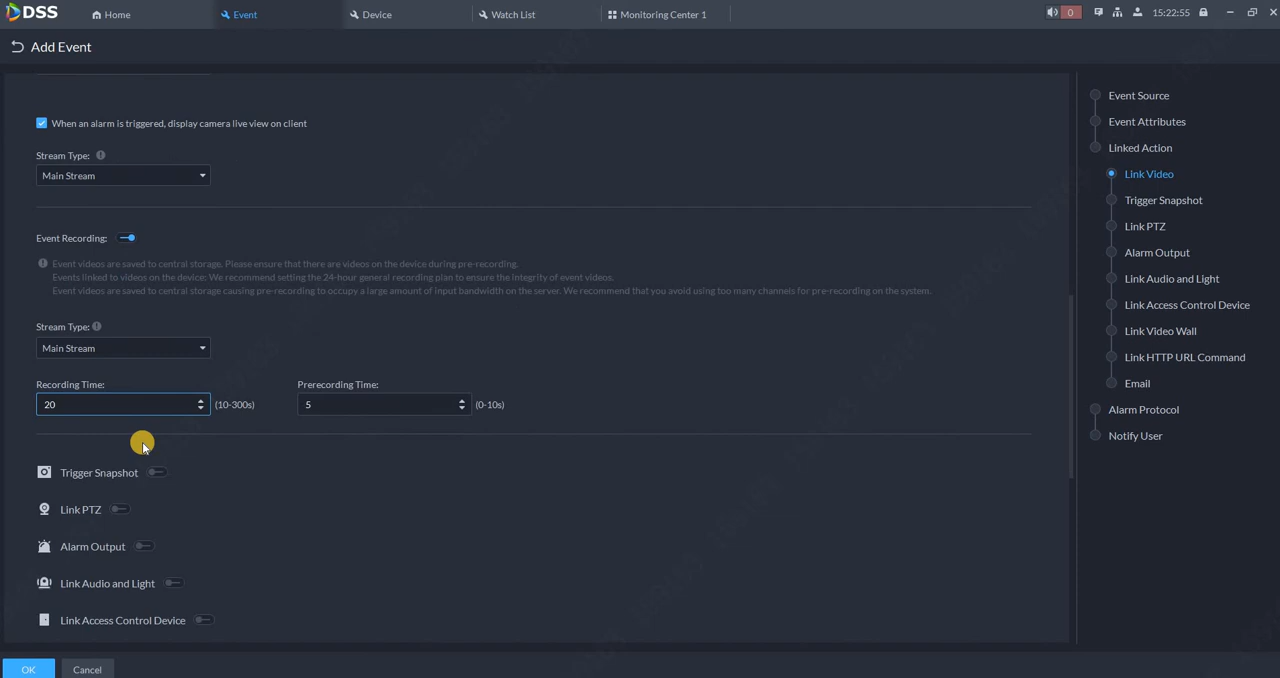 DSS
Home
Event
Device
Watch List
Monitoring Center 1
0
15:22:55
Add Event
When an alarm is triggered, display camera live view on client
Stream Type:
Main Stream
Event Recording:
Event videos are saved to central storage. Please ensure that there are videos on the device during pre-recording.
Events linked to videos on the device: We recommend setting the 24-hour general recording plan to ensure the integrity of event videos.
Event videos are saved to central storage causing pre-recording to occupy a large amount of input bandwidth on the server. We recommend that you avoid using too many channels for pre-recording on the system.
Stream Type:
Main Stream
Recording Time:
20
(10-300s)
Prerecording Time:
5
(0-10s)
Trigger Snapshot
Link PTZ
Alarm Output
Link Audio and Light
Link Access Control Device
OK
Cancel
Event Source
Event Attributes
Linked Action
Link Video
Trigger Snapshot
Link PTZ
Alarm Output
Link Audio and Light
Link Access Control Device
Link Video Wall
Link HTTP URL Command
Email
Alarm Protocol
Notify User